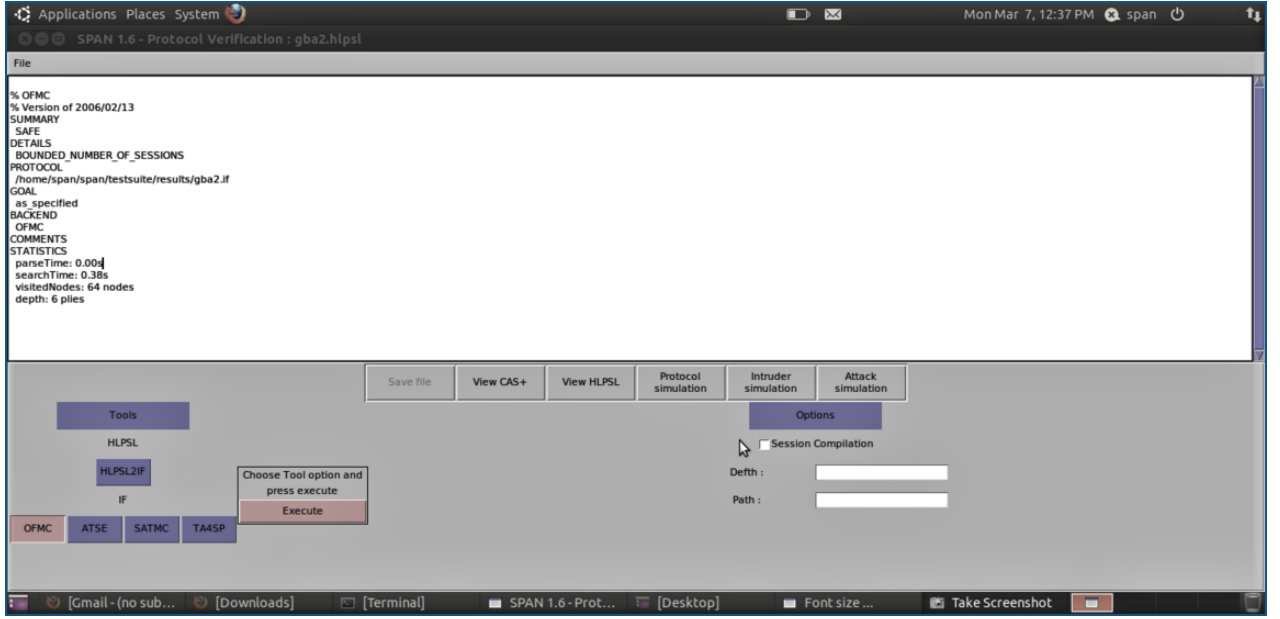 Applications Places System Mon Mar 7, 12:37 PM span
SPAN 1.6 - Protocol Verification : gba2.hlpsl
File
% OFMC
% Version of 2006/02/13
SUMMARY
SAFE
DETAILS
BOUNDED_NUMBER_OF_SESSIONS
PROTOCOL
/home/span/span/testsuite/results/gba2.if
GOAL
as_specified
BACKEND
OFMC
COMMENTS
STATISTICS
parseTime: 0.00s
searchTime: 0.38s
visitedNodes: 64 nodes
depth: 6 plies
Save file View CAS+ View HLPSL Protocol simulation Intruder simulation Attack simulation
Tools
HLPSL
HLPSL2IF
IF
OFMC ATSE SATMC TA4SP
Choose Tool option and
press execute
Execute
Options
Session Compilation
Defth :
Path :
[Gmail - (no sub... [Downloads] [Terminal] SPAN 1.6 - Prot... [Desktop] Font size ... Take Screenshot